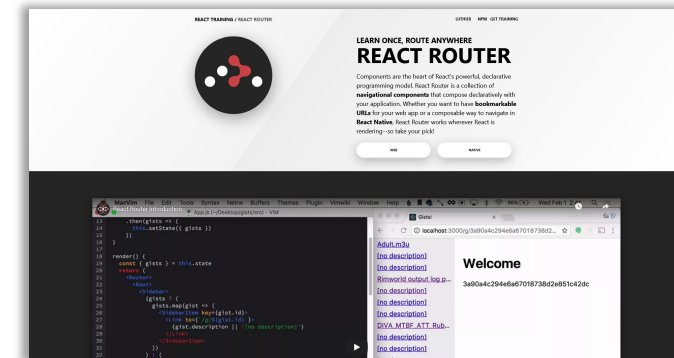 REACT TRAINING / REACT ROUTER
GITHUB NPM GET TRAINING
LEARN ONCE, ROUTE ANYWHERE
REACT ROUTER
Components are the heart of React's powerful, declarative
programming model. React Router is a collection of
navigational components that compose declaratively with
your application. Whether you want to have bookmarkable
URLs for your web app or a composable way to navigate in
React Native, React Router works wherever React is
rendering—so take your pick!
WEB
NATIVE
MacVim File Edit Tools Syntax Netrw Buffers Themes Plugin Vimwiki Window Help
96% Wed Feb 1
React Router Introduction
App.js (~/Desktop/gists/src) - VIM
Gists!
localhost:3000/g/3a90a4c294e6a67018738d2...
13 .then(gists => {
14 this.setState({ gists })
15 })
16 }
17
18 render() {
19 const { gists } = this.state
20 return (
21 <Router>
22 <Root>
23 <Sidebar>
24 {gists ? (
25 gists.map(gist => (
26 <SidebarItem key={gist.id}>
27 <Link to={`/g/${gist.id}`}>
28 {gist.description || '[no description]'}
29 </Link>
30 </SidebarItem>
31 ))
32 ) : (
Adult.m3u
[no description]
[no description]
Rimworld output log p...
[no description]
[no description]
[no description]
DIVA_MTBF_ATT_Rub...
[no description]
[no description]
Welcome
3a90a4c294e6a67018738d2e851c42dc